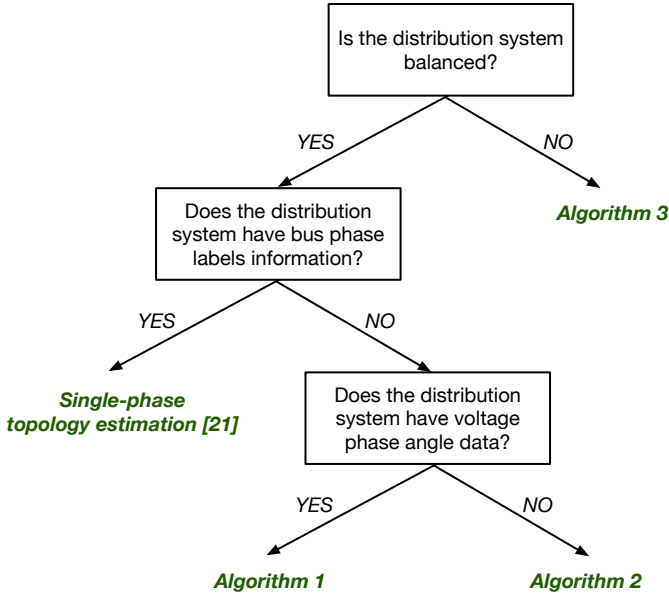 Is the distribution system
balanced?
YES
NO
Does the distribution
system have bus phase
labels information?
Algorithm 3
YES
NO
Single-phase
topology estimation [21]
Does the distribution
system have voltage
phase angle data?
YES
NO
Algorithm 1
Algorithm 2